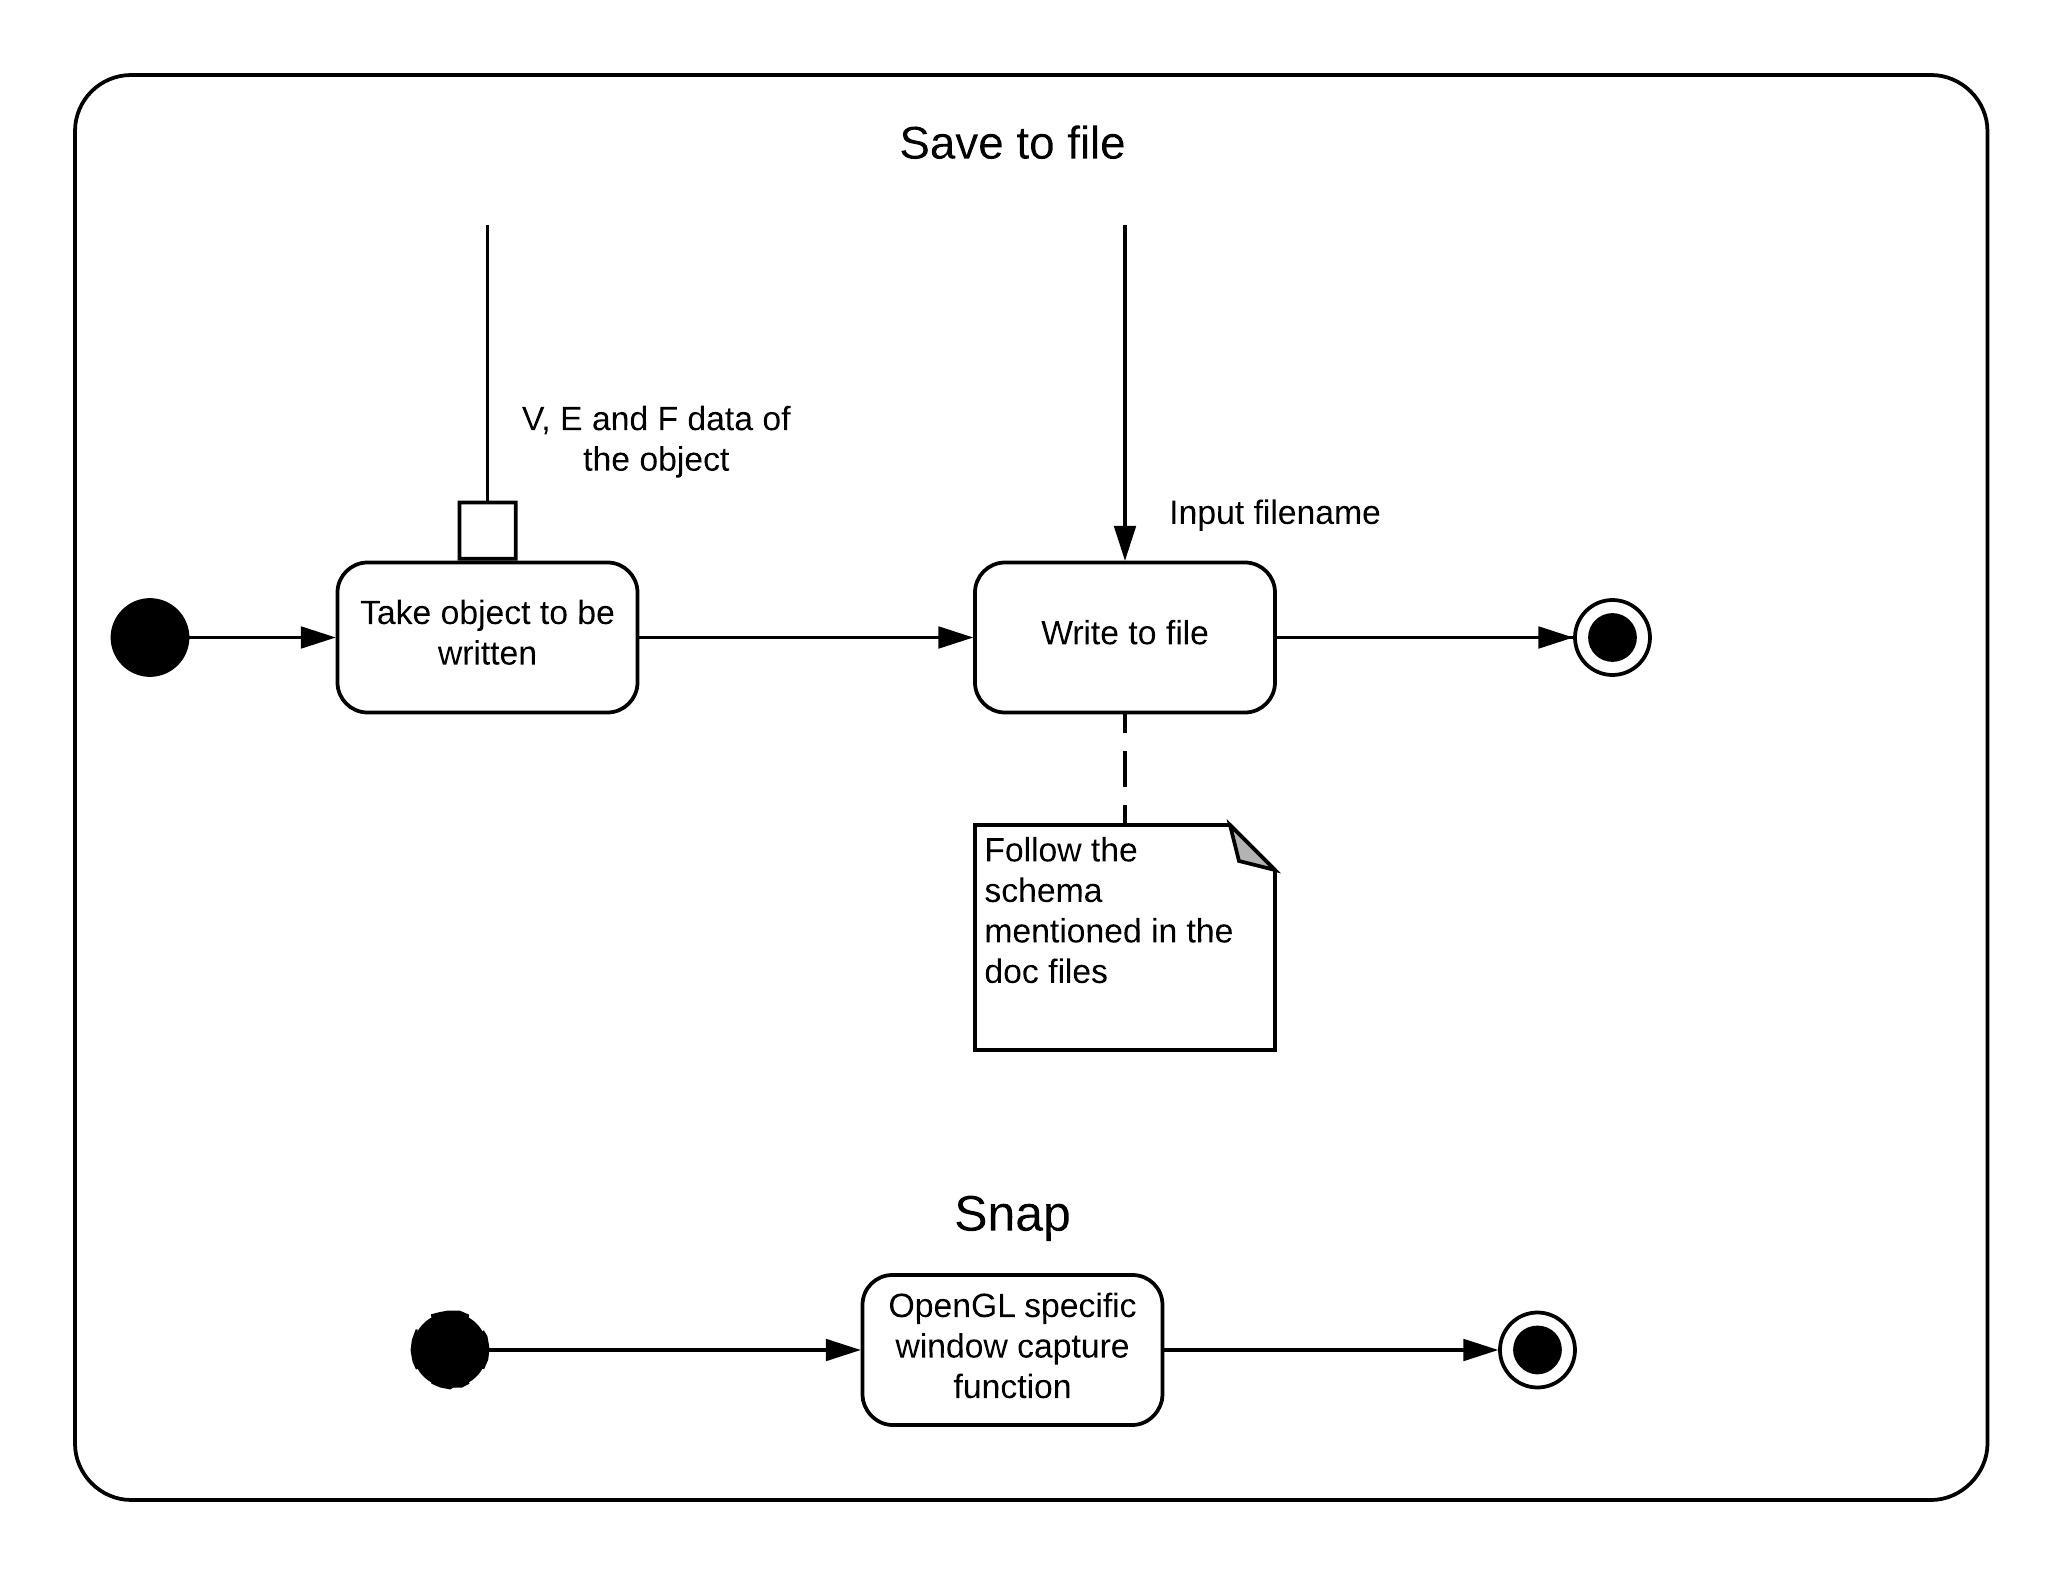 Save to file
V, E and F data of
the object
Input filename
Take object to be
written
Write to file
Follow the
schema
mentioned in the
doc files
Snap
OpenGL specific
window capture
function